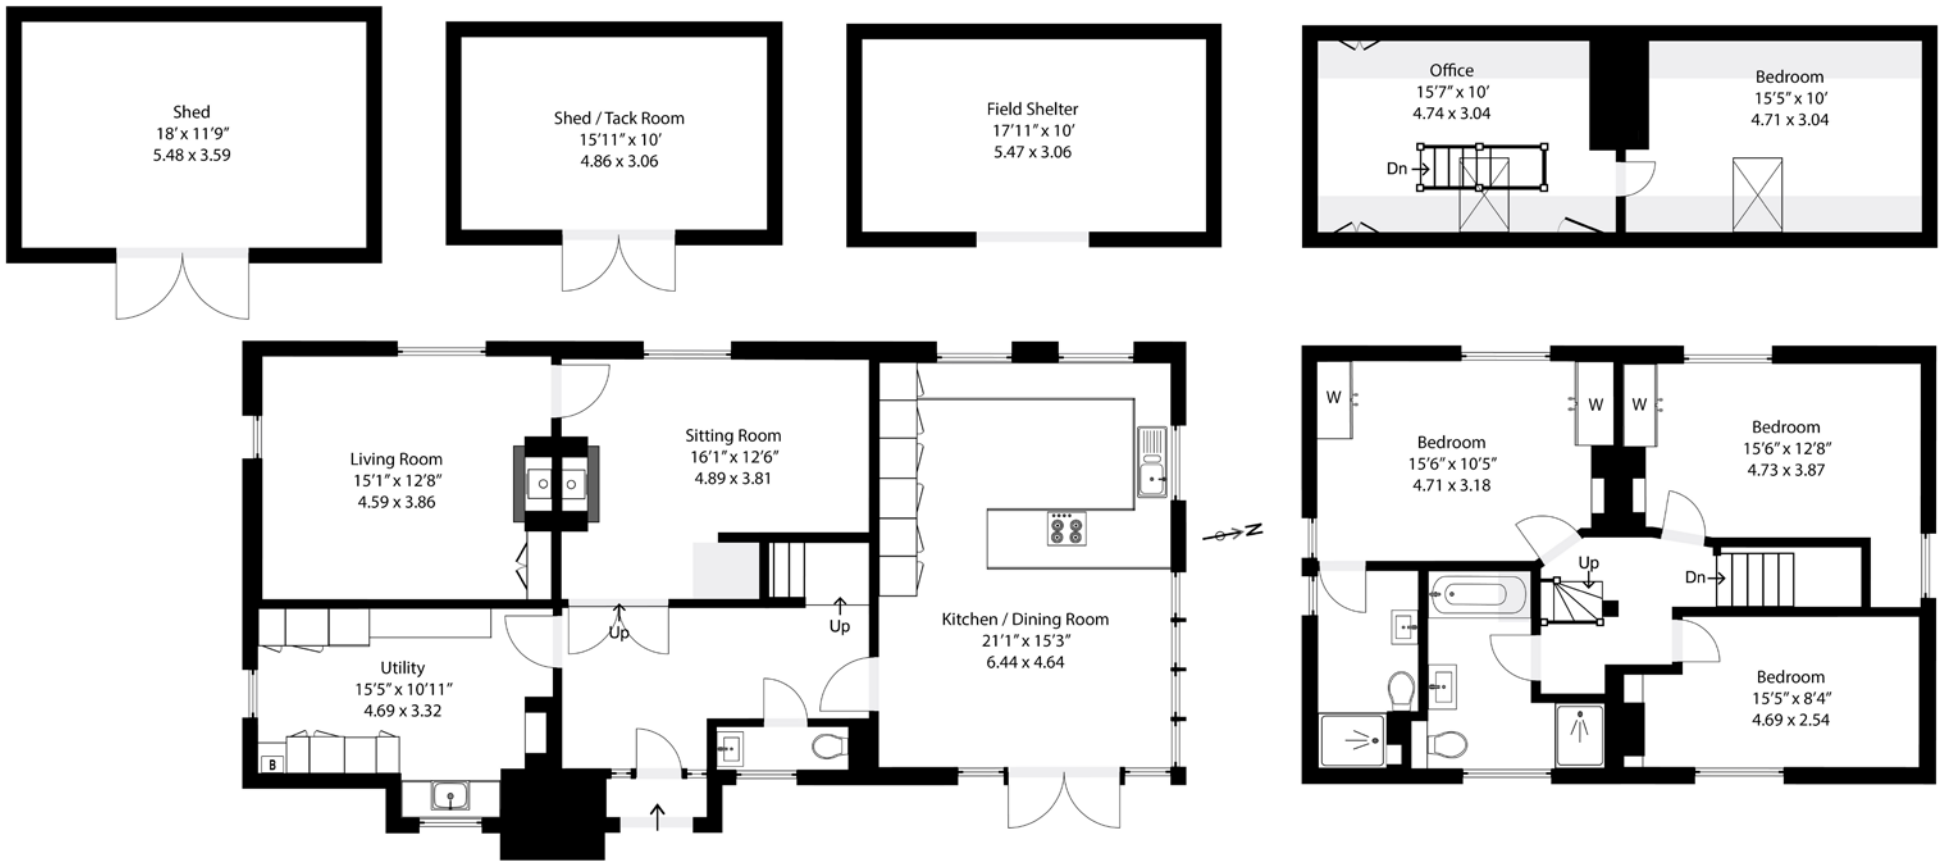 Shed
18' x 11'9"
5.48 x 3.59
Shed / Tack Room
15'11" x 10'
4.86 x 3.06
Field Shelter
17'11" x 10'
5.47 x 3.06
Office
15'7" x 10'
4.74 x 3.04
Dn
Bedroom
15'5" x 10'
4.71 x 3.04
Living Room
15'1" x 12'8"
4.59 x 3.86
Sitting Room
16'1" x 12'6"
4.89 x 3.81
Up
Up
Utility
15'5" x 10'11"
4.69 x 3.32
B
Kitchen / Dining Room
21'1" x 15'3"
6.44 x 4.64
N
W
W
W
Bedroom
15'6" x 10'5"
4.71 x 3.18
Bedroom
15'6" x 12'8"
4.73 x 3.87
Up
Dn
Bedroom
15'5" x 8'4"
4.69 x 2.54